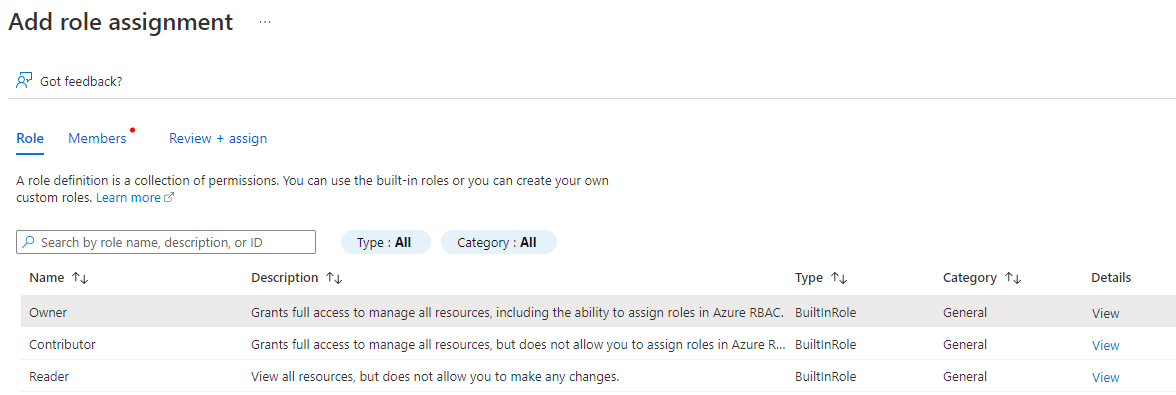 Add role assignment ...
Got feedback?
Role Members Review + assign
A role definition is a collection of permissions. You can use the built-in roles or you can create your own
custom roles. Learn more
Search by role name, description, or ID Type : All Category : All
Name ↑↓ Description ↑↓ Type ↑↓ Category ↑↓ Details
Owner Grants full access to manage all resources, including the ability to assign roles in Azure RBAC. BuiltInRole General View
Contributor Grants full access to manage all resources, but does not allow you to assign roles in Azure R... BuiltInRole General View
Reader View all resources, but does not allow you to make any changes. BuiltInRole General View